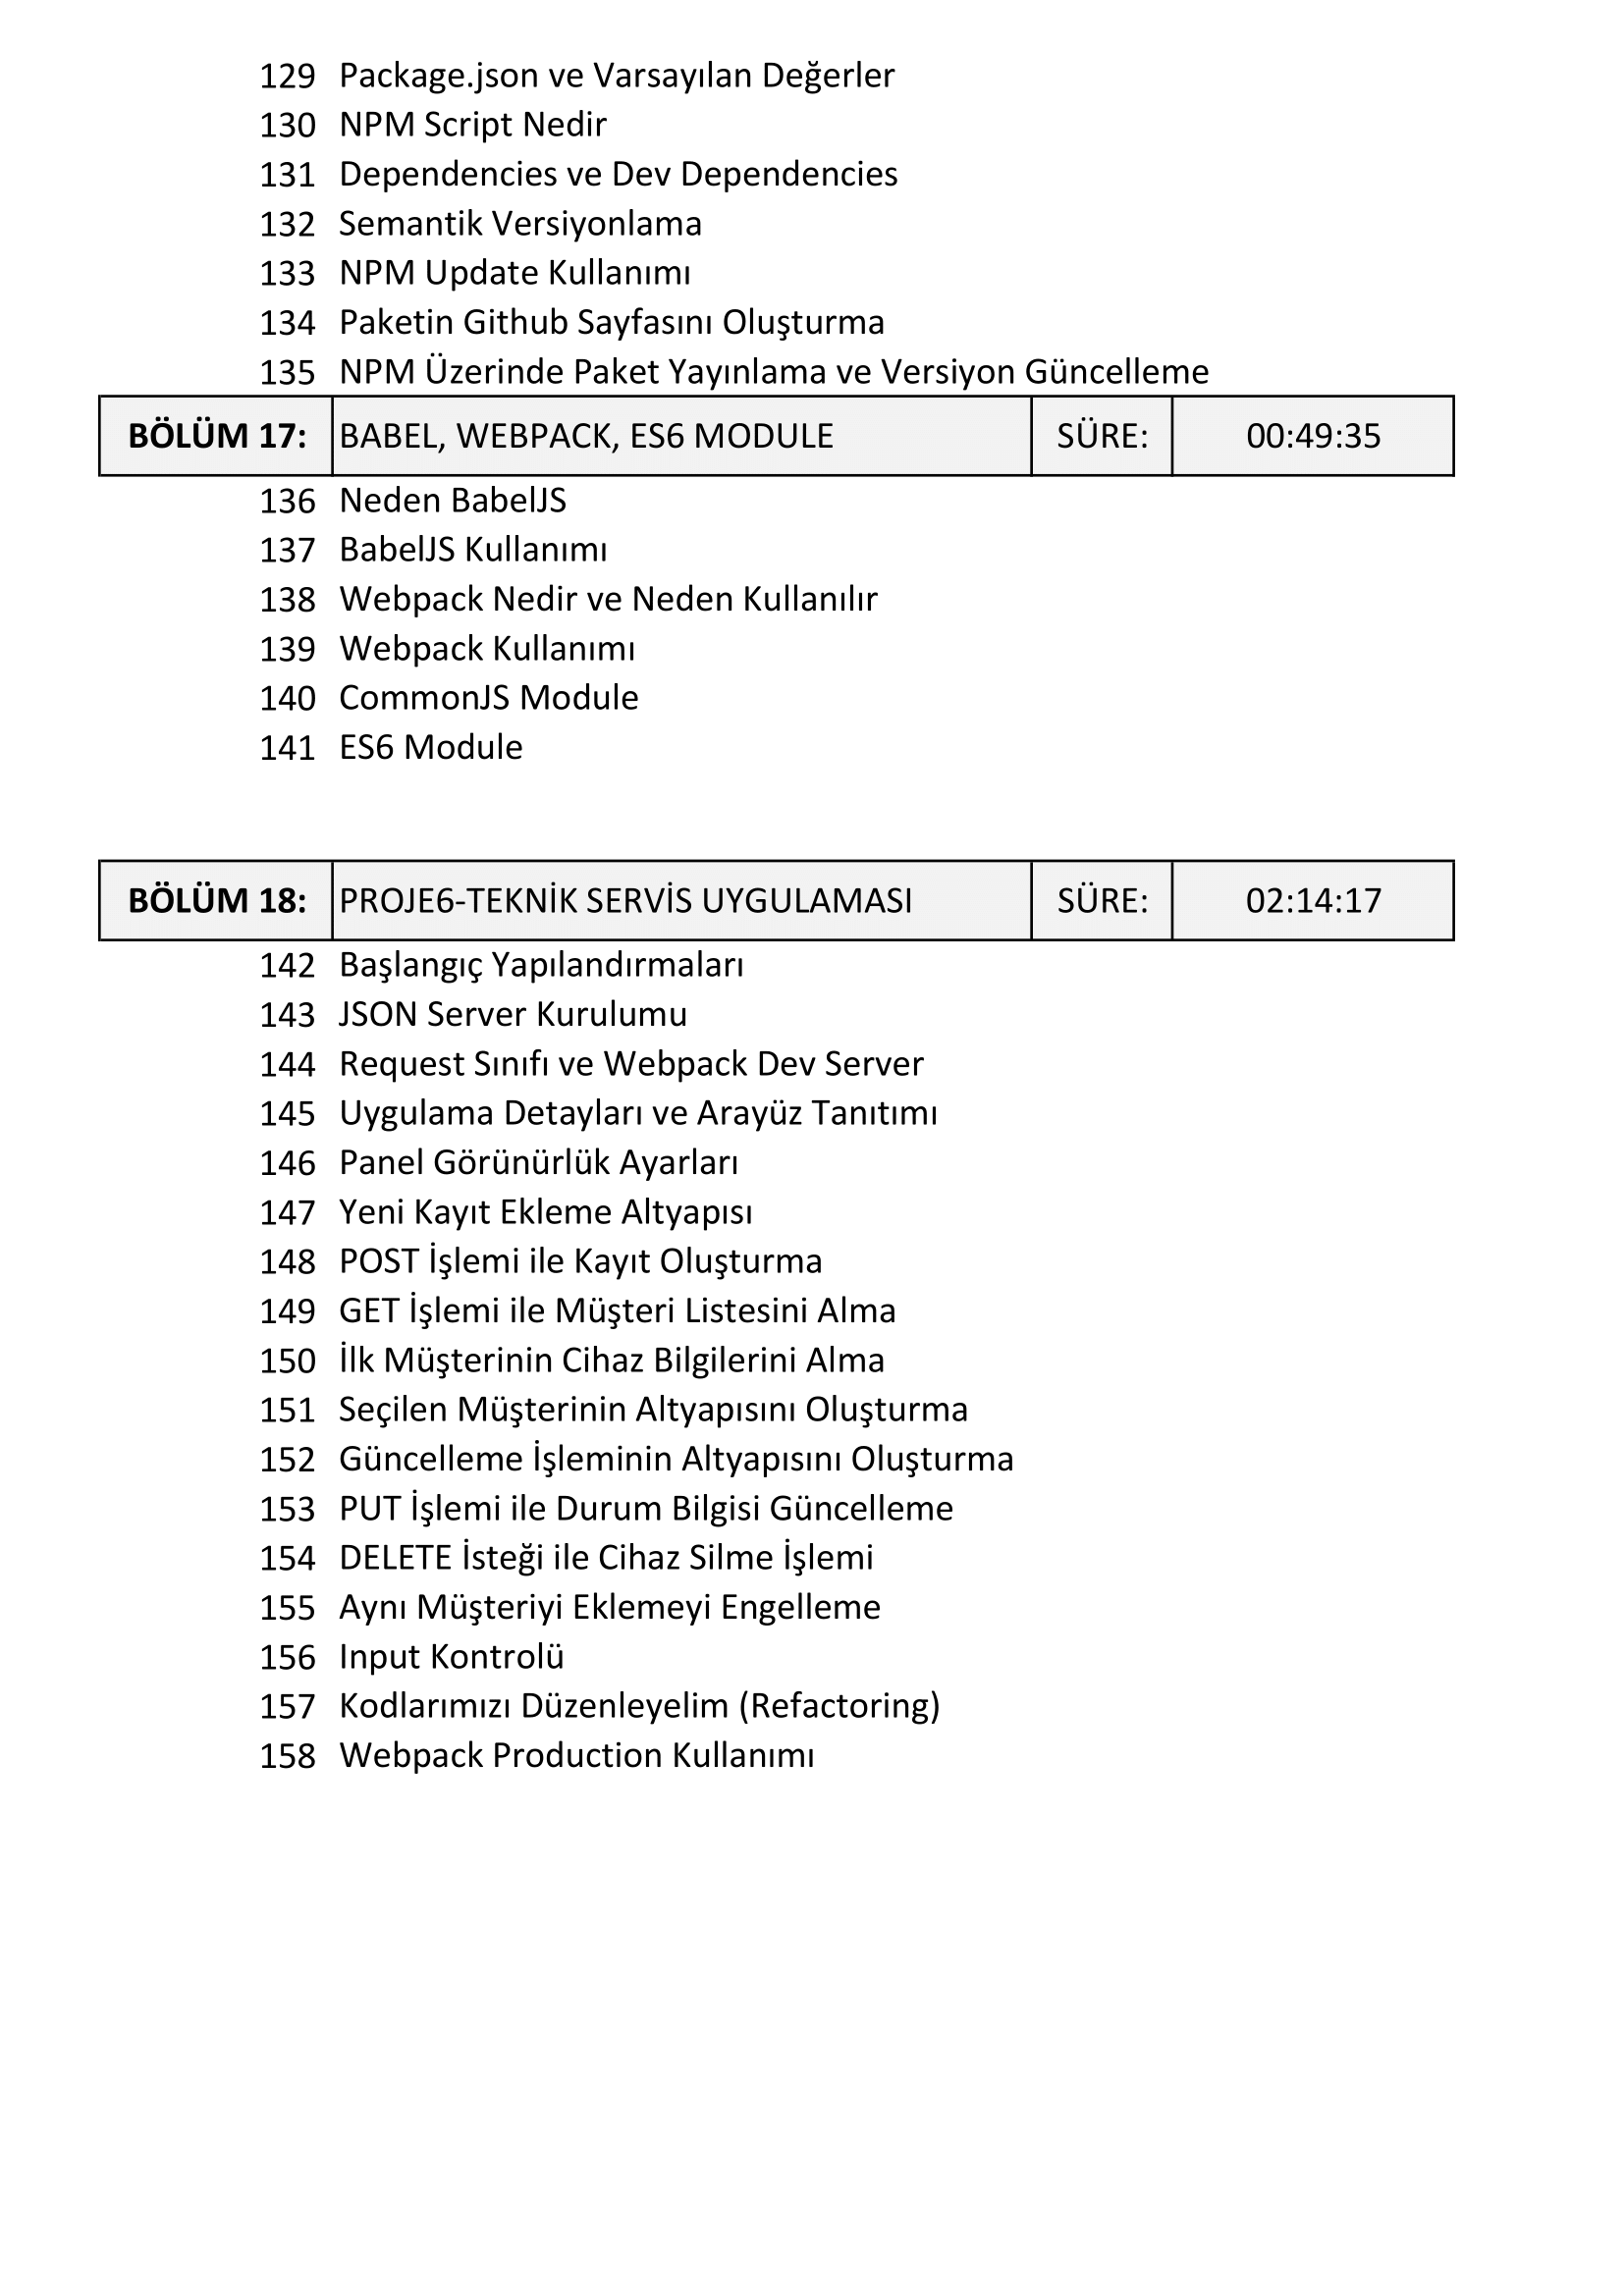 129 Package.json ve Varsayılan Değerler
130 NPM Script Nedir
131 Dependencies ve Dev Dependencies
132 Semantik Versiyonlama
133 NPM Update Kullanımı
134 Paketin Github Sayfasını Oluşturma
135 NPM Üzerinde Paket Yayınlama ve Versiyon Güncelleme
BÖLÜM 17: BABEL, WEBPACK, ES6 MODULE SÜRE: 00:49:35
136 Neden BabelJS
137 BabelJS Kullanımı
138 Webpack Nedir ve Neden Kullanılır
139 Webpack Kullanımı
140 CommonJS Module
141 ES6 Module
BÖLÜM 18: PROJE6-TEKNİK SERVİS UYGULAMASI SÜRE: 02:14:17
142 Başlangıç Yapılandırmaları
143 JSON Server Kurulumu
144 Request Sınıfı ve Webpack Dev Server
145 Uygulama Detayları ve Arayüz Tanıtımı
146 Panel Görünürlük Ayarları
147 Yeni Kayıt Ekleme Altyapısı
148 POST İşlemi ile Kayıt Oluşturma
149 GET İşlemi ile Müşteri Listesini Alma
150 İlk Müşterinin Cihaz Bilgilerini Alma
151 Seçilen Müşterinin Altyapısını Oluşturma
152 Güncelleme İşleminin Altyapısını Oluşturma
153 PUT İşlemi ile Durum Bilgisi Güncelleme
154 DELETE İsteği ile Cihaz Silme İşlemi
155 Aynı Müşteriyi Eklemeyi Engelleme
156 Input Kontrolü
157 Kodlarımızı Düzenleyelim (Refactoring)
158 Webpack Production Kullanımı